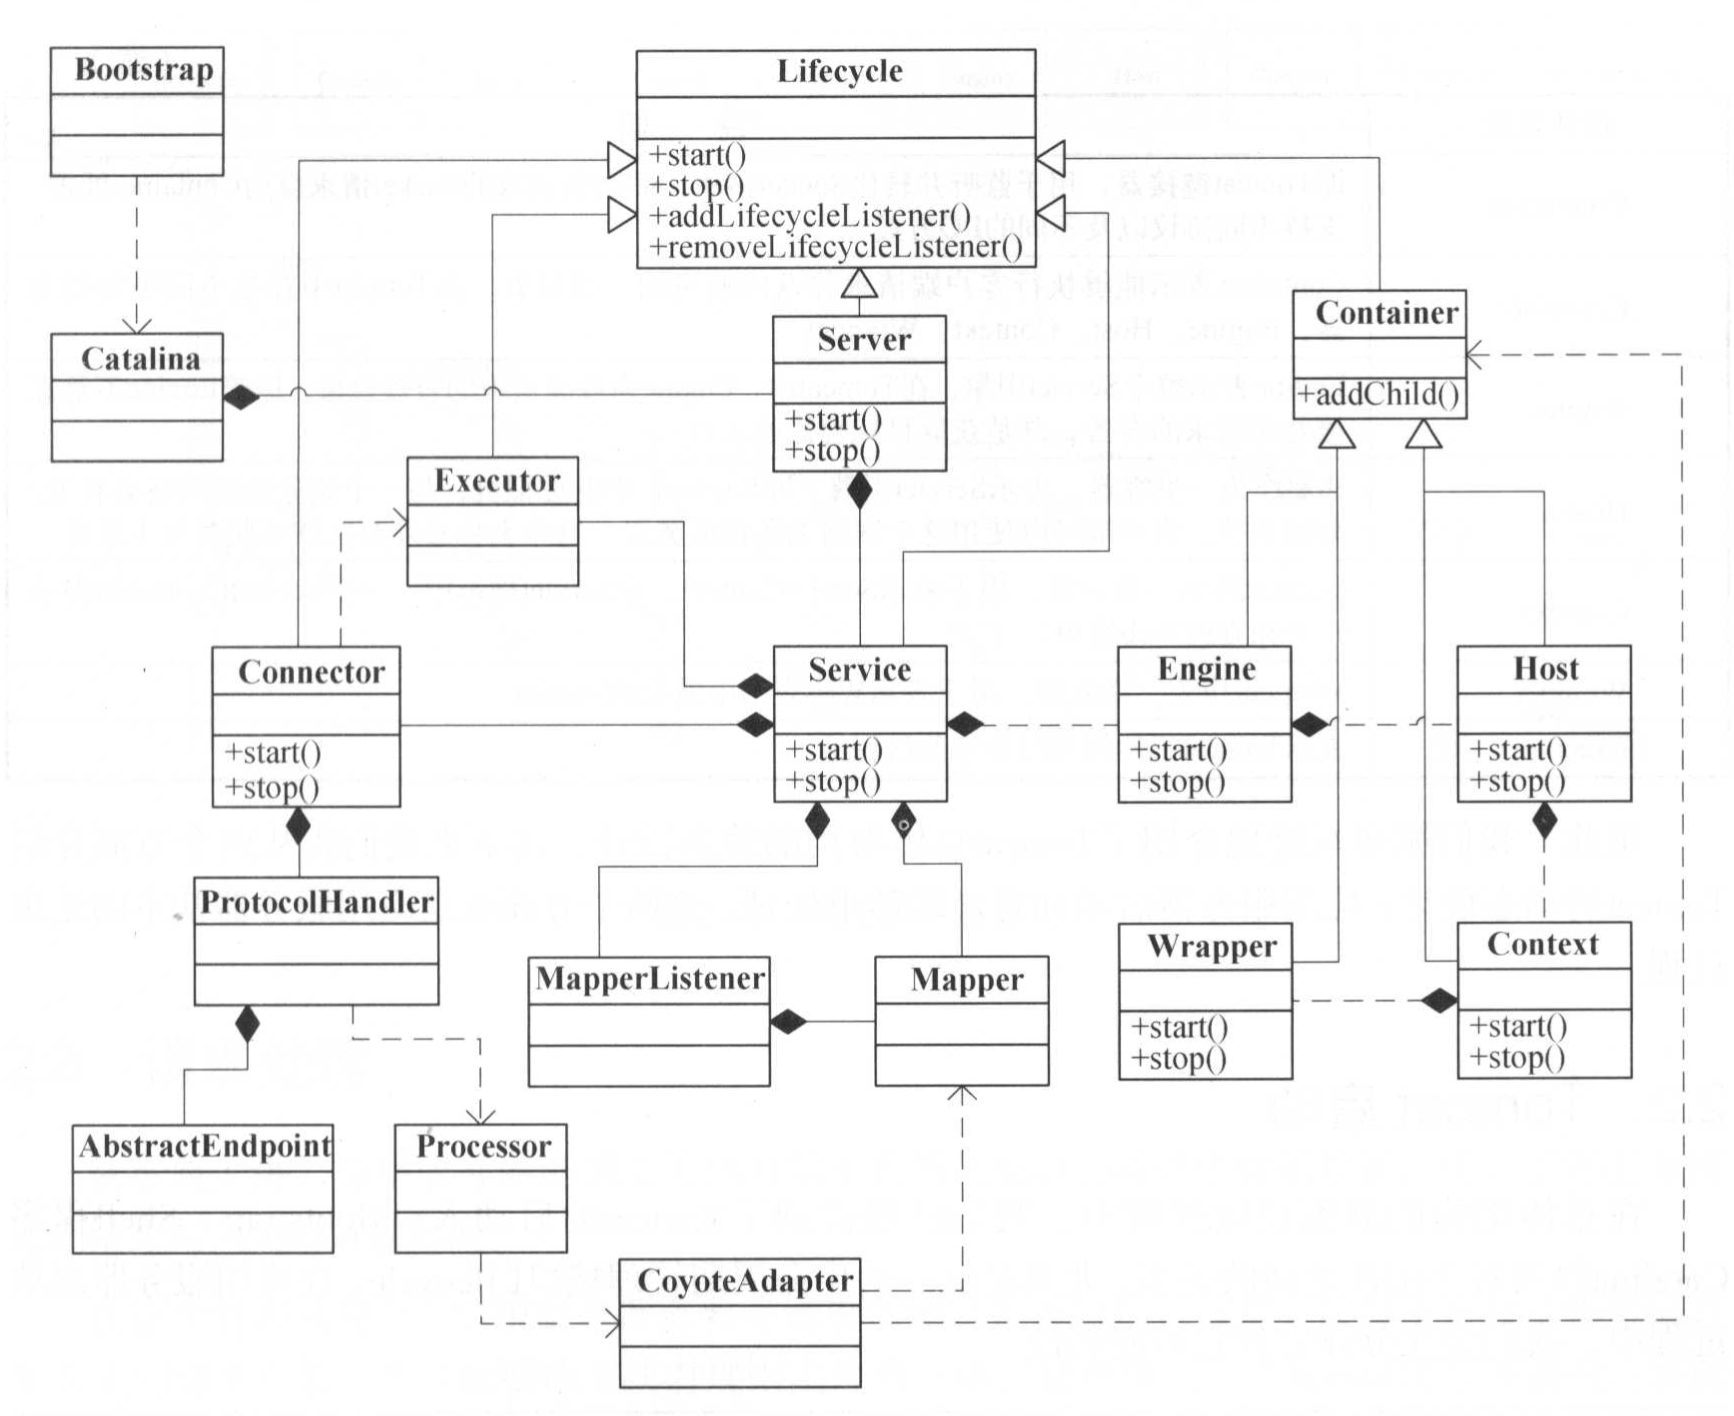 Bootstrap
Lifecycle
+start()
+stop()
+addLifecycleListener()
+removeLifecycleListener()
Catalina
Server
+start()
+stop()
Container
+addChild()
Executor
Connector
+start()
+stop()
Service
+start()
+stop()
Engine
+start()
+stop()
Host
+start()
+stop()
ProtocolHandler
MapperListener
Mapper
Wrapper
+start()
+stop()
Context
+start()
+stop()
AbstractEndpoint
Processor
CoyoteAdapter